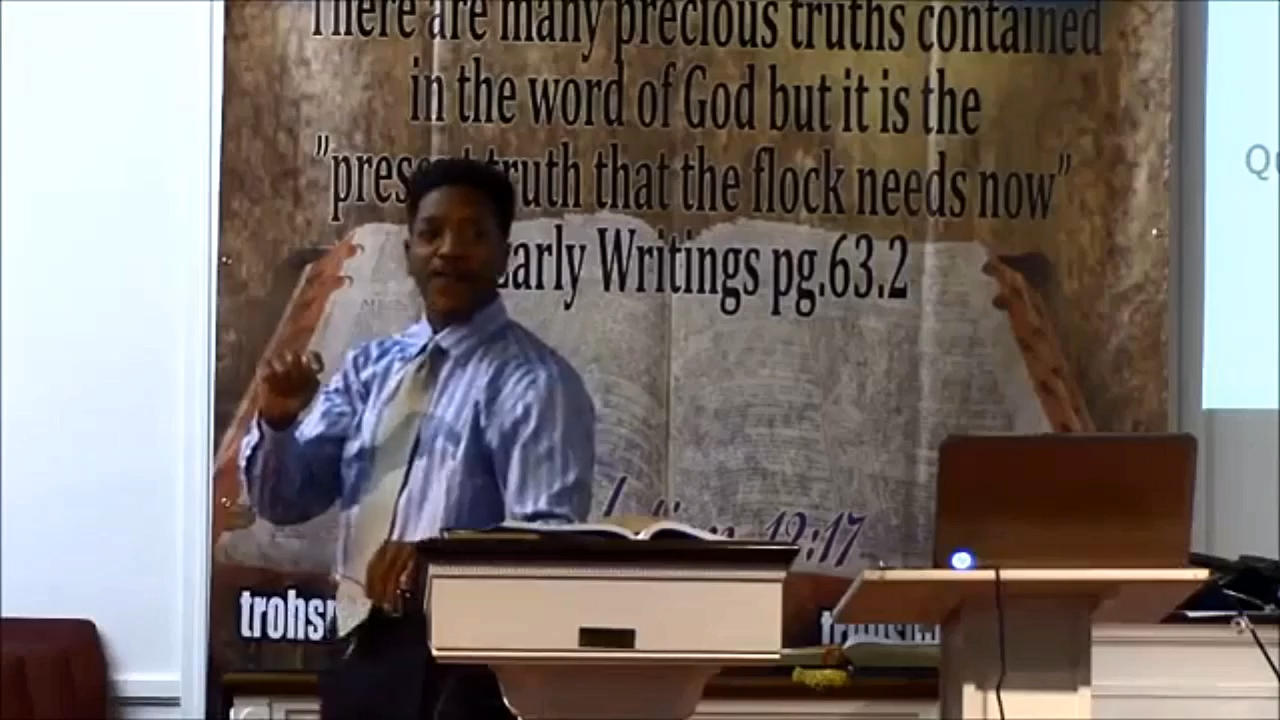 There are many precious truths contained
in the word of God but it is the
"present truth that the flock needs now"
Early Writings pg.63.2
12:17